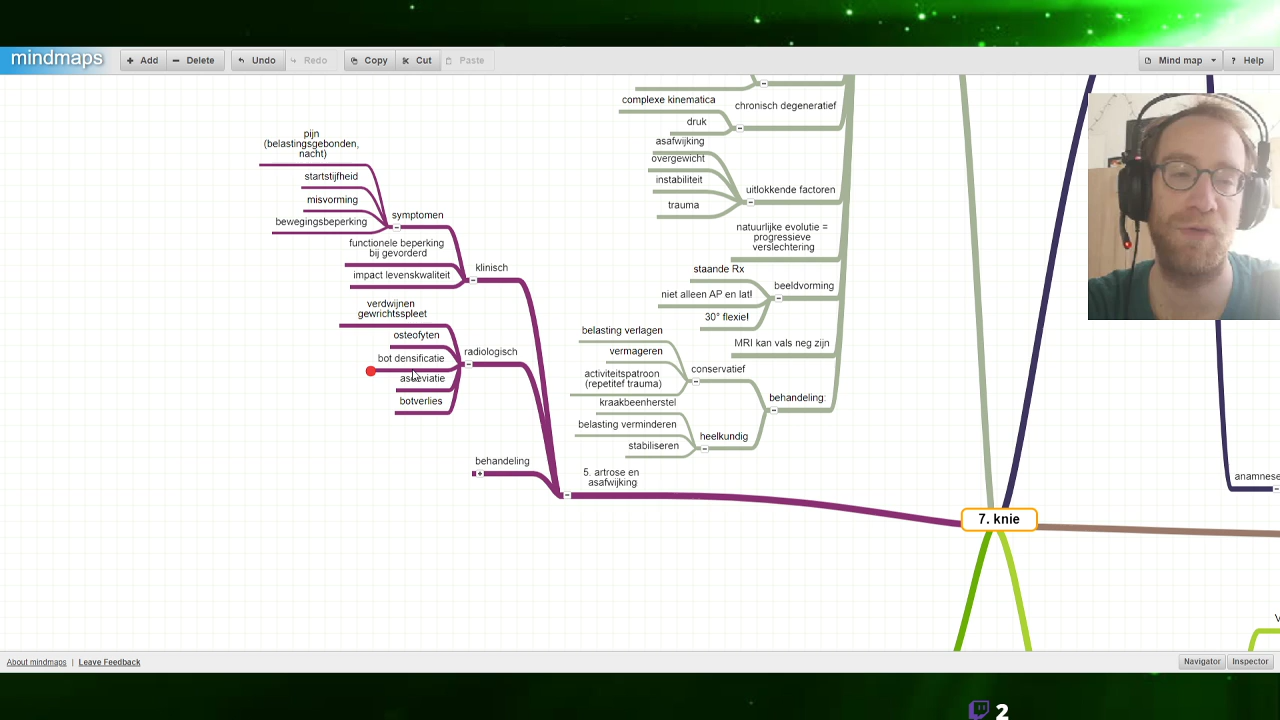 mindmaps
Add
Delete
Undo
Redo
Copy
Cut
Paste
Mind map
Help
complexe kinematica
druk
chronisch degeneratief
asafwijking
overgewicht
instabiliteit
trauma
uitlokkende factoren
natuurlijke evolutie =
progressieve
verslechtering
staande Rx
niet alleen AP en lat!
30° flexie!
beeldvorming
MRI kan vals neg zijn
belasting verlagen
vermageren
activiteitspatroon
(repetitief trauma)
conservatief
kraakbeenherstel
belasting verminderen
stabiliseren
heelkundig
behandeling:
pijn
(belastingsgebonden,
nacht)
startstijfheid
misvorming
bewegingsbeperking
symptomen
functionele beperking
bij gevorderd
impact levenskwaliteit
klinisch
verdwijnen
gewrichtsspleet
osteofyten
bot densificatie
asdeviatie
botverlies
radiologisch
behandeling
5. artrose en
asafwijking
7. knie
anamnese
About mindmaps | Leave Feedback
Navigator
Inspector
2